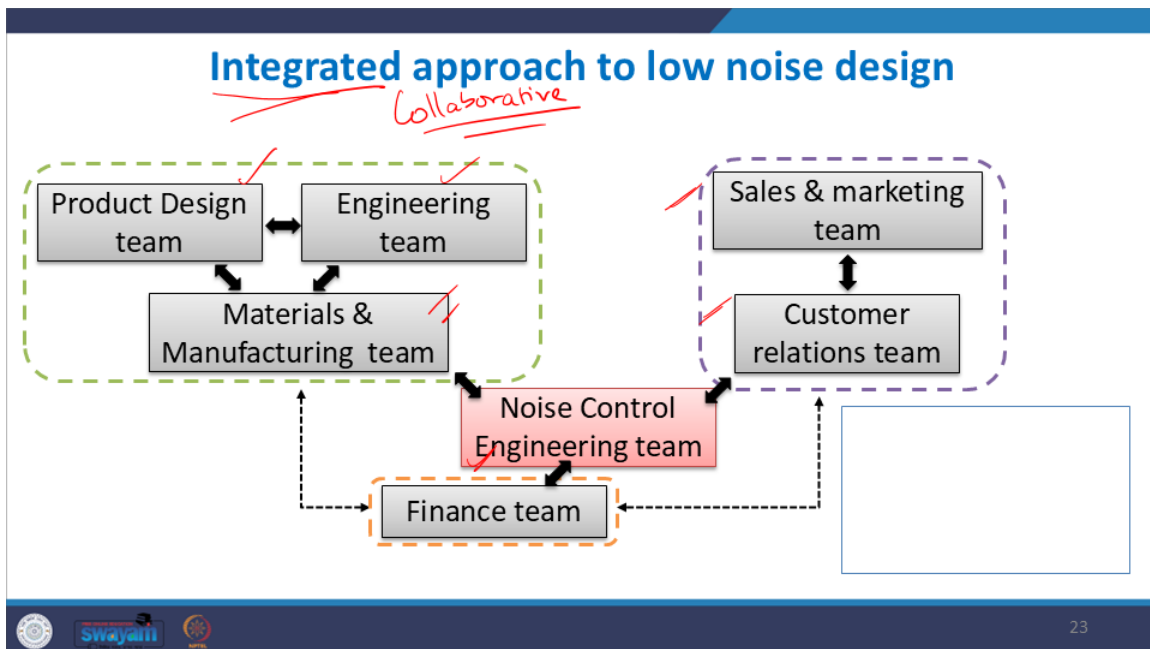 Integrated approach to low noise design
Collaborative
Product Design
team
Engineering
team
Materials &
Manufacturing team
Sales & marketing
team
Customer
relations team
Noise Control
Engineering team
Finance team
swayam
23